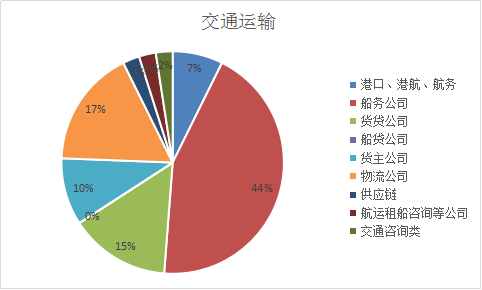 交通运输
7%
44%
15%
0%
10%
17%
2%
港口、港航、航务
船务公司
货贷公司
船贷公司
货主公司
物流公司
供应链
航运租船咨询等公司
交通咨询类